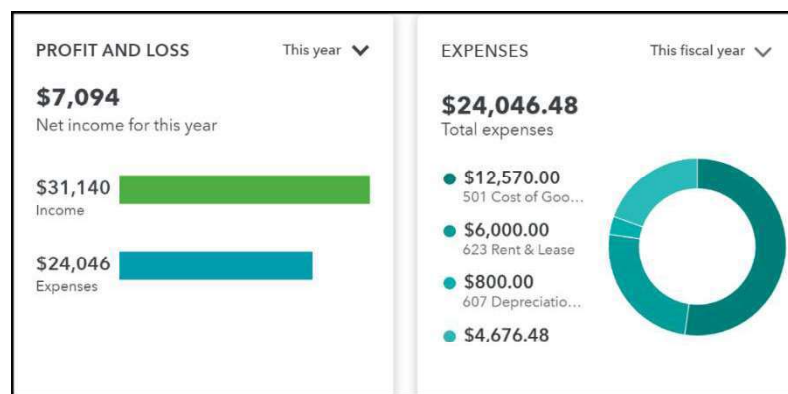 PROFIT AND LOSS
This year
$7,094
Net income for this year
$31,140
Income
$24,046
Expenses
EXPENSES
This fiscal year
$24,046.48
Total expenses
$12,570.00
501 Cost of Goo...
$6,000.00
623 Rent & Lease
$800.00
607 Depreciatio...
$4,676.48